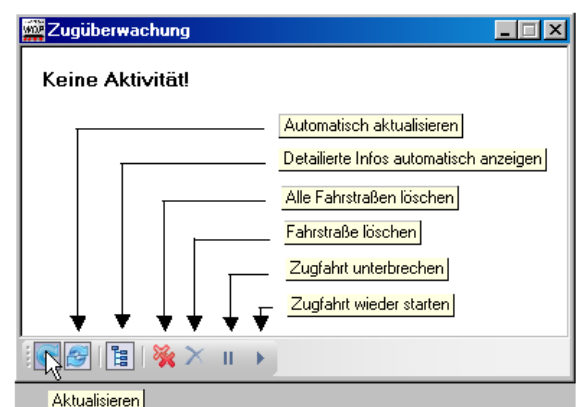 Zugüberwachung
Keine Aktivität!
Automatisch aktualisieren
Detailierte Infos automatisch anzeigen
Alle Fahrstraßen löschen
Fahrstraße löschen
Zugfahrt unterbrechen
Zugfahrt wieder starten
Aktualisieren